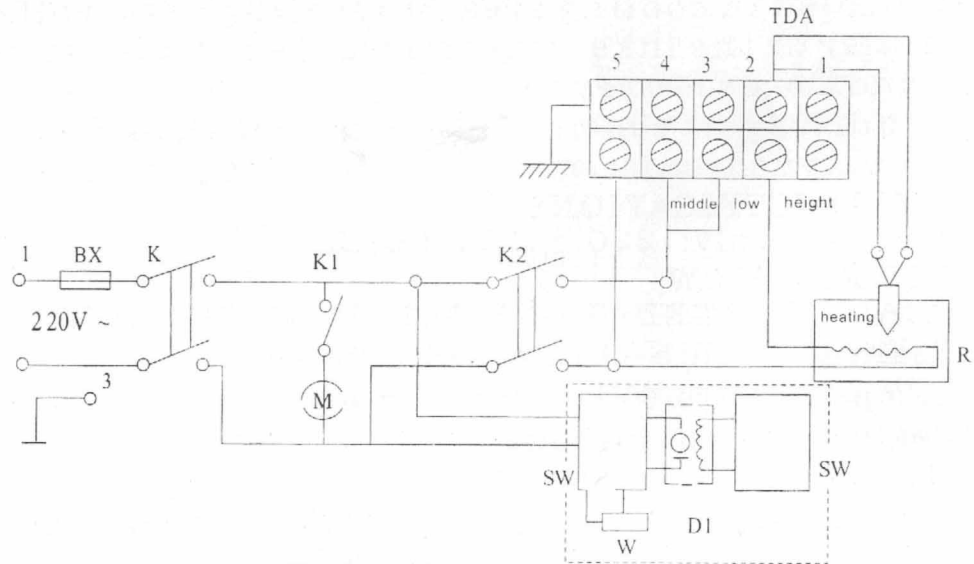 TDA
5 4 3 2 1
middle low height
1 BX K K1 K2
220V ~
heating
R
3
M
SW SW
D1
W